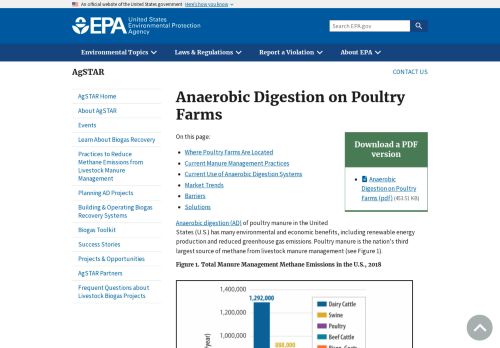 An official website of the United States government Here's how you know
EPA United States Environmental Protection Agency
Search EPA.gov
Environmental Topics
Laws & Regulations
Report a Violation
About EPA
AgSTAR
CONTACT US
AgSTAR Home
About AgSTAR
Events
Learn About Biogas Recovery
Practices to Reduce
Methane Emissions from
Livestock Manure
Management
Planning AD Projects
Building & Operating Biogas
Recovery Systems
Biogas Toolkit
Success Stories
Projects & Opportunities
AgSTAR Partners
Frequent Questions about
Livestock Biogas Projects
Anaerobic Digestion on Poultry
Farms
On this page:
Where Poultry Farms Are Located
Current Manure Management Practices
Current Use of Anaerobic Digestion Systems
Market Trends
Barriers
Solutions
Download a PDF
version
Anaerobic
Digestion on Poultry
Farms (pdf) (453.51 KB)
Anaerobic digestion (AD) of poultry manure in the United
States (U.S.) has many environmental and economic benefits, including renewable energy
production and reduced greenhouse gas emissions. Poultry manure is the nation's third
largest source of methane from livestock manure management (see Figure 1).
Figure 1. Total Manure Management Methane Emissions in the U.S., 2018
1,400,000
1,292,000
1,200,000
1,000,000
888,000
Dairy Cattle
Swine
Poultry
Beef Cattle
/year)